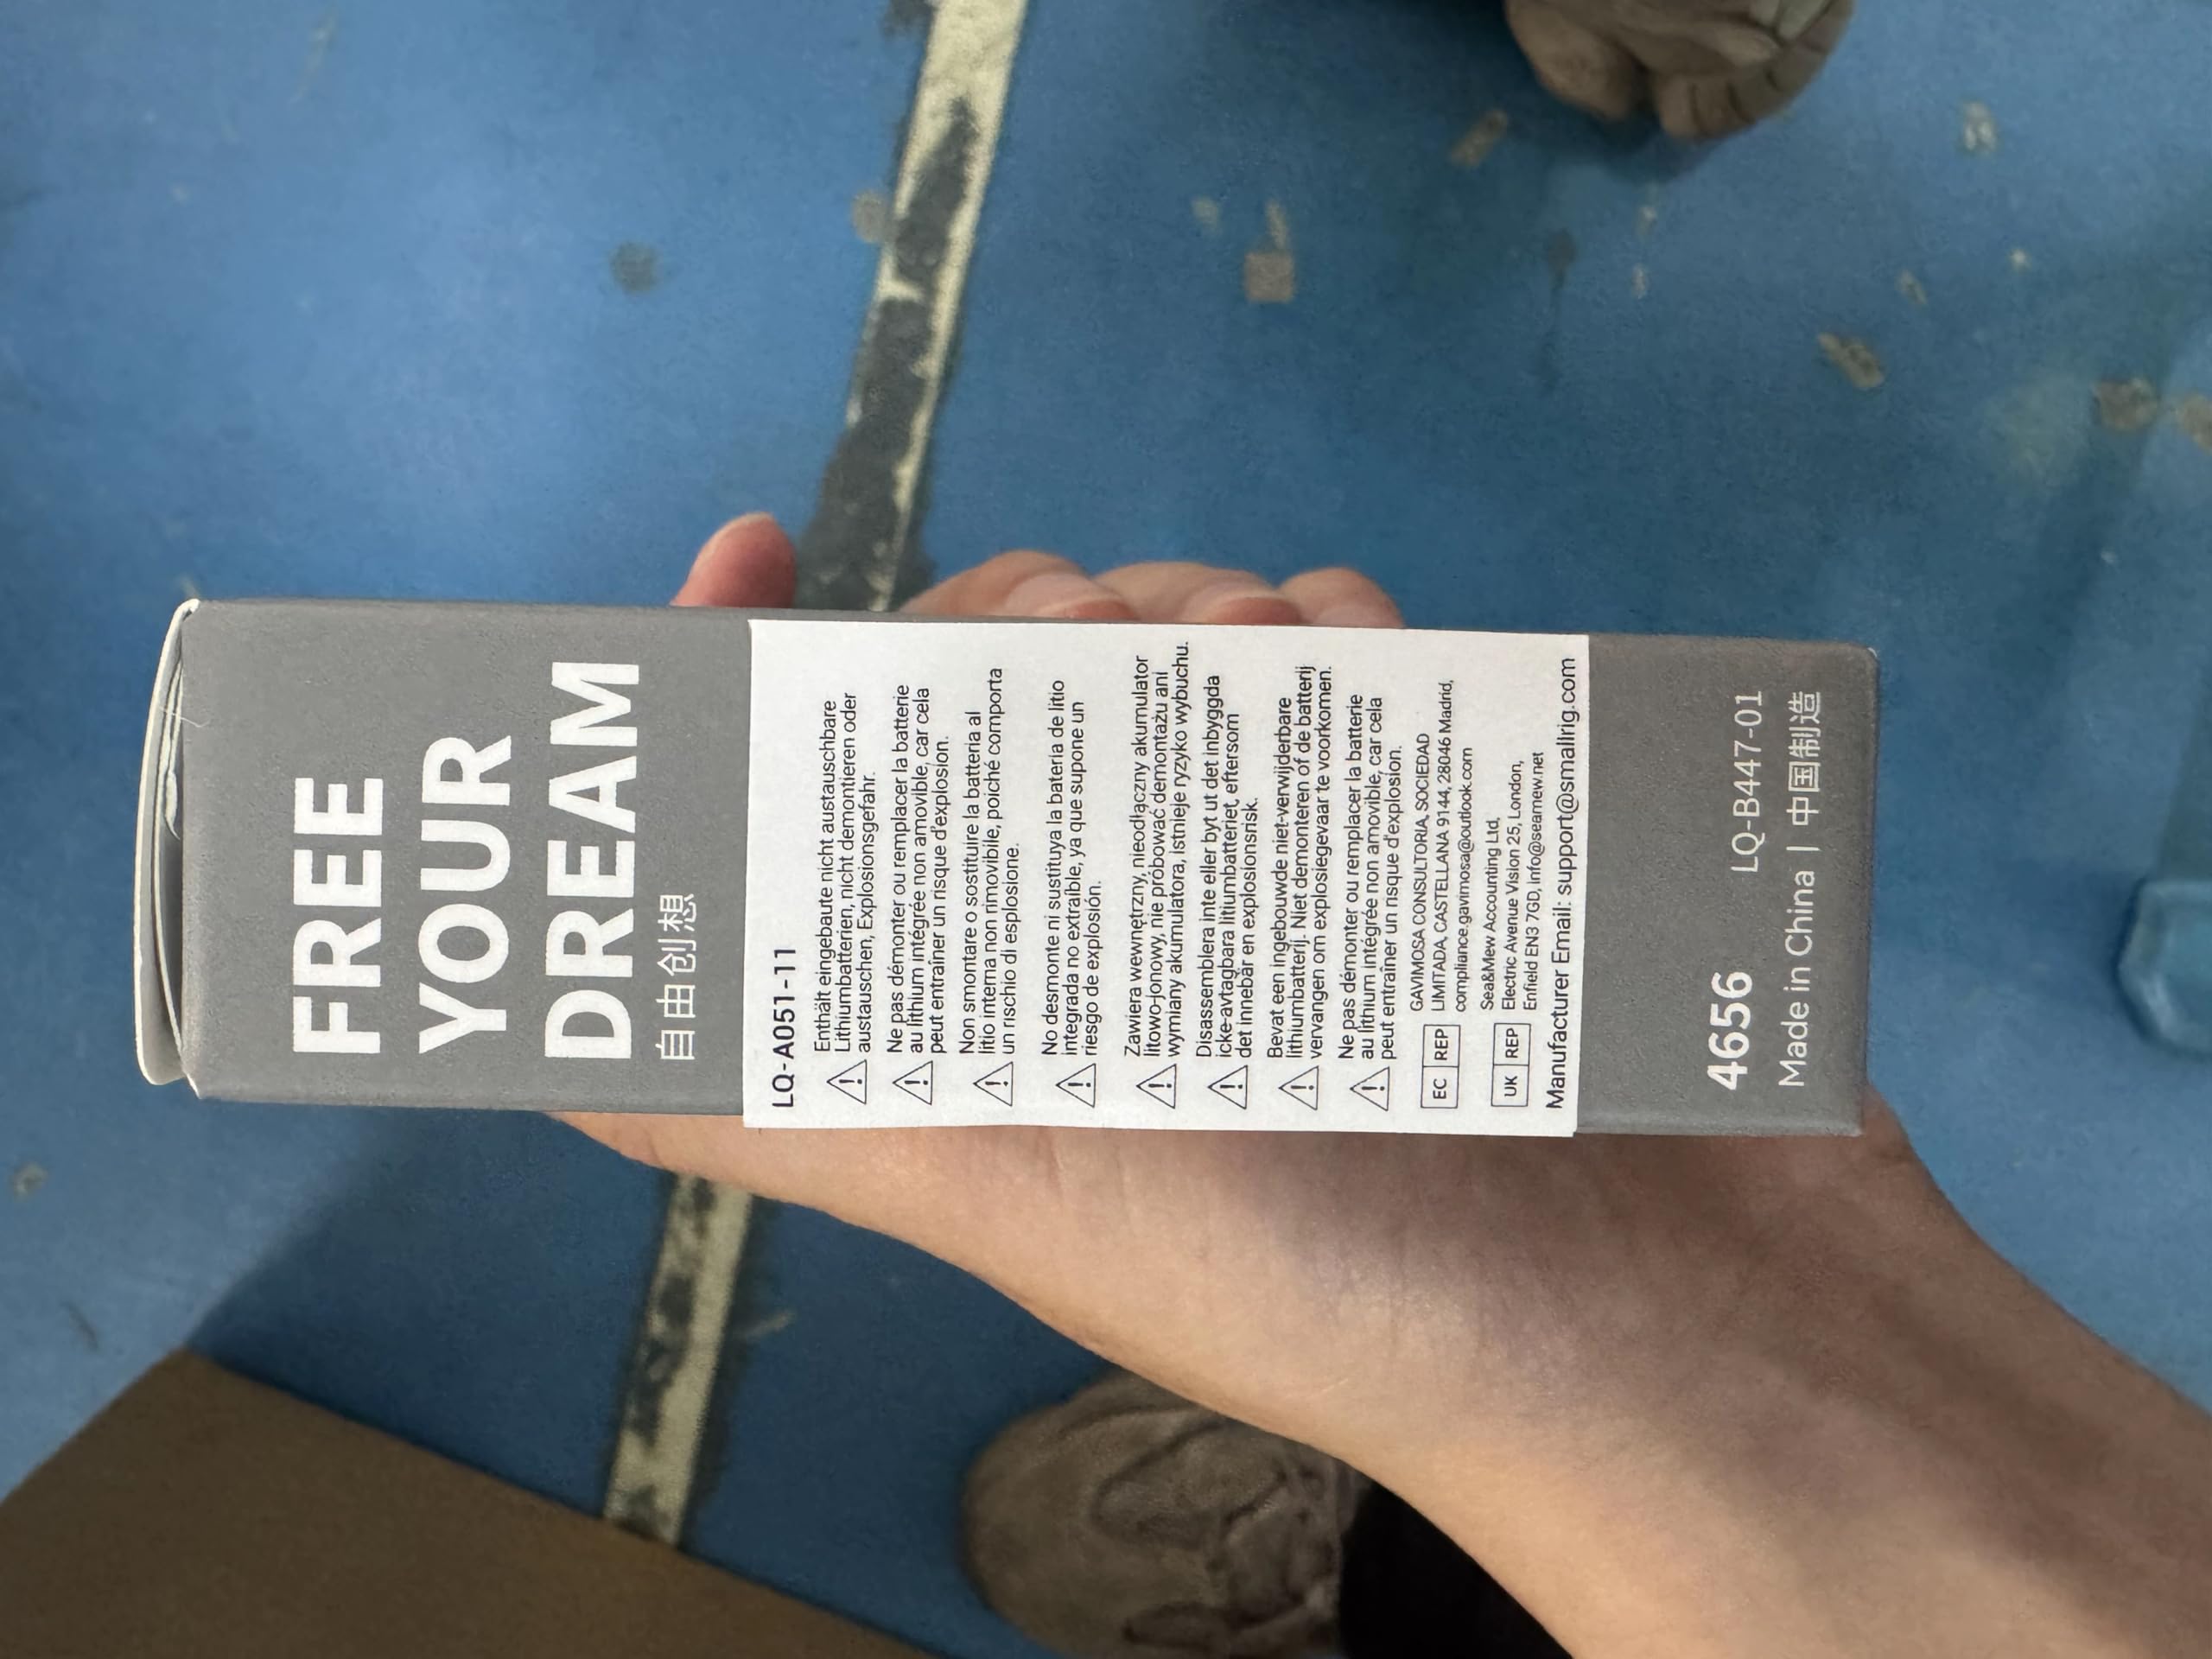 FREE
YOUR
DREAM
自由创想
LQ-A051-11
Enthält eingebaute nicht austauschbare
Lithiumbatterien, nicht demontieren oder
austauschen, Explosionsgefahr.
Ne pas démonter ou remplacer la batterie
au lithium intégrée non amovible, car cela
peut entraîner un risque d'explosion.
Non smontare o sostituire la batteria al
litio interna non rimovibile, poiché comporta
un rischio di esplosione.
No desmonte ni sustituya la bateria de litio
integrada no extraíble, ya que supone un
riesgo de explosión.
Zawiera wewnętrzny, nieodłączny akumulator
litowo-jonowy, nie próbować demontażu ani
wymiany akumulatora, istnieje ryzyko wybuchu.
Disassemblera inte eller byt ut det inbyggda
icke-avtagbara litiumbatteriet, eftersom
det innebär en explosionsrisk.
Bevat een ingebouwde niet-verwijderbare
lithiumbatterij. Niet demonteren of de batterij
vervangen om explosiegevaar te voorkomen.
Ne pas démonter ou remplacer la batterie
au lithium intégrée non amovible, car cela
peut entraîner un risque d'explosion.
EC REP GAVIMOSA CONSULTORIA, SOCIEDAD
LIMITADA, CASTELLANA 9144, 28046 Madrid,
compliance.gavimosa@outlook.com
UK REP Sea&Mew Accounting Ltd,
Electric Avenue Vision 25, London,
Enfield EN3 7GD, info@seamew.net
Manufacturer Email: support@smallrig.com
4656 LQ-B447-01
Made in China | 中国制造